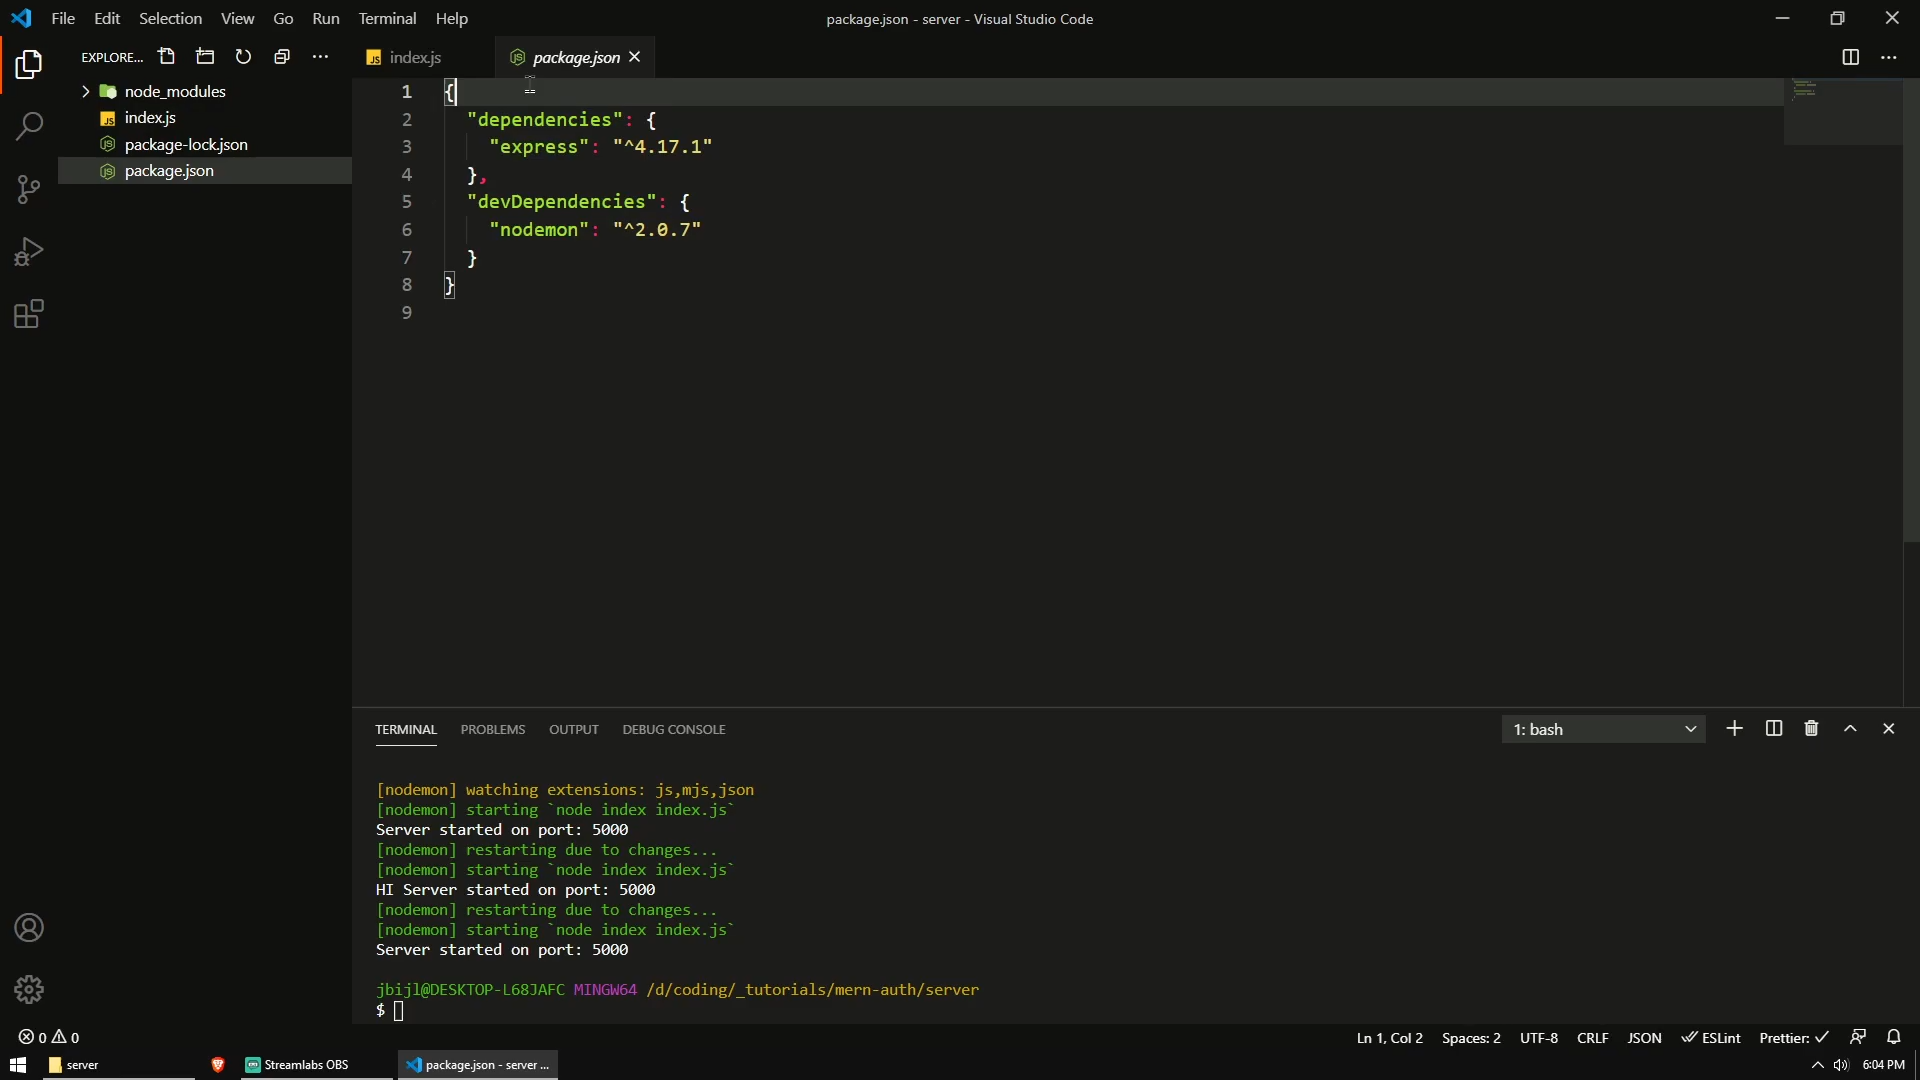 File Edit Selection View Go Run Terminal Help
package.json - server - Visual Studio Code
EXPLORE...
index.js
package.json
node_modules
index.js
package-lock.json
package.json
1 {
2 "dependencies": {
3 "express": "^4.17.1"
4 },
5 "devDependencies": {
6 "nodemon": "^2.0.7"
7 }
8 }
9
TERMINAL PROBLEMS OUTPUT DEBUG CONSOLE
1: bash
[nodemon] watching extensions: js,mjs,json
[nodemon] starting `node index index.js`
Server started on port: 5000
[nodemon] restarting due to changes...
[nodemon] starting `node index index.js`
HI Server started on port: 5000
[nodemon] restarting due to changes...
[nodemon] starting `node index index.js`
Server started on port: 5000
jbijl@DESKTOP-L68JAFC MINGW64 /d/coding/_tutorials/mern-auth/server
$
0 0
Ln 1, Col 2 Spaces: 2 UTF-8 CRLF JSON ESLint Prettier: ✓
server
Streamlabs OBS
package.json - server ...
6:04 PM